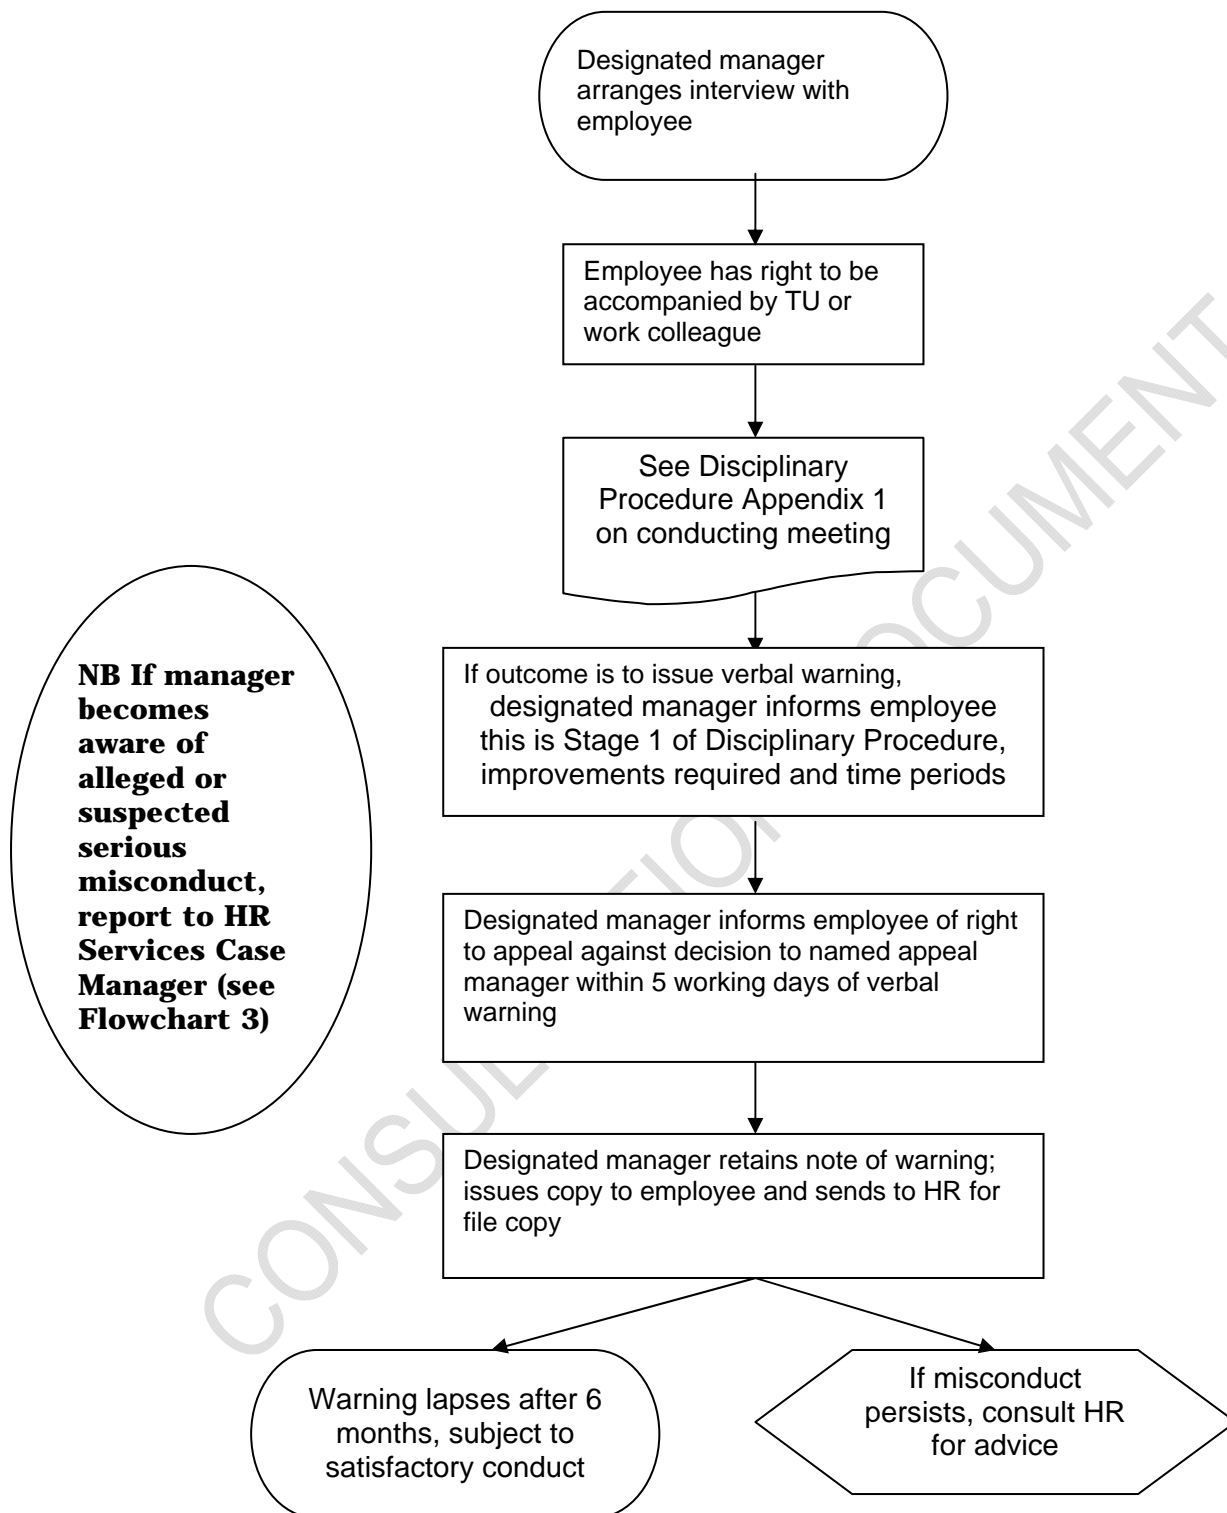 Designated manager
arranges interview with
employee
Employee has right to be
accompanied by TU or
work colleague
See Disciplinary
Procedure Appendix 1
on conducting meeting
NB If manager
becomes
aware of
alleged or
suspected
serious
misconduct,
report to HR
Services Case
Manager (see
Flowchart 3)
If outcome is to issue verbal warning,
designated manager informs employee
this is Stage 1 of Disciplinary Procedure,
improvements required and time periods
Designated manager informs employee of right
to appeal against decision to named appeal
manager within 5 working days of verbal
warning
Designated manager retains note of warning;
issues copy to employee and sends to HR for
file copy
Warning lapses after 6
months, subject to
satisfactory conduct
If misconduct
persists, consult HR
for advice
CONSULTATION DOCUMENT